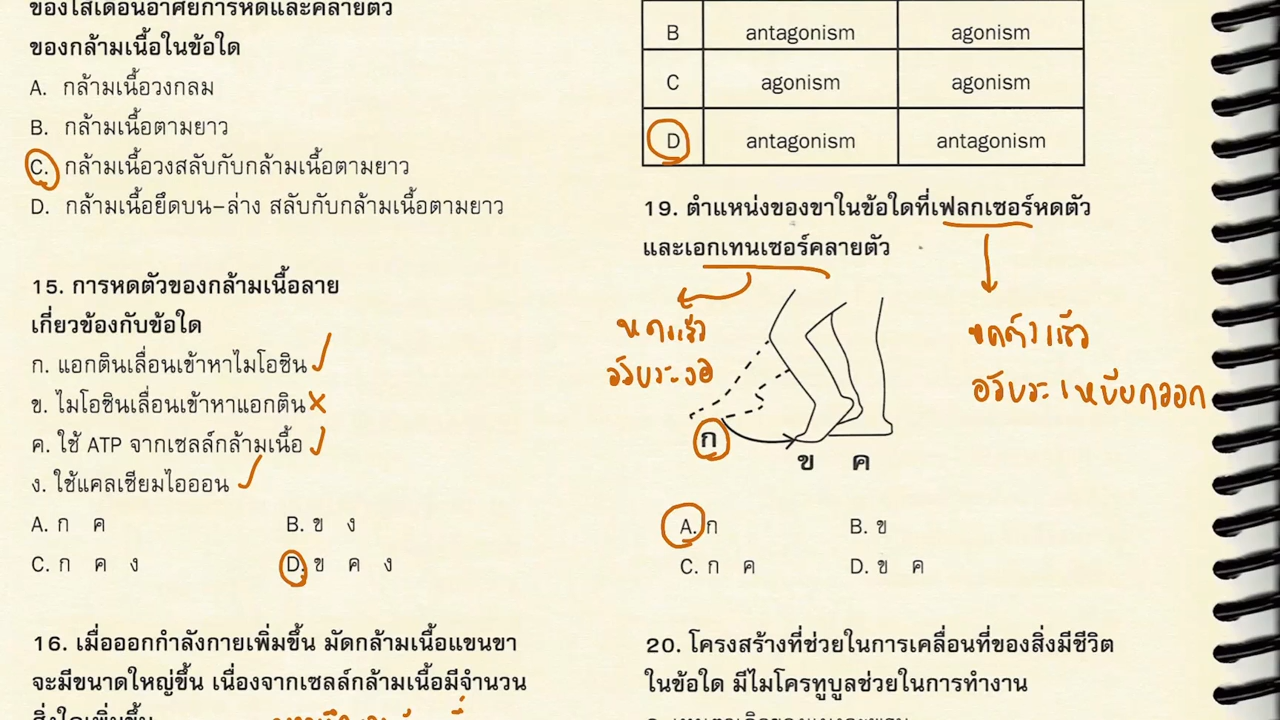 ของไส้เดือนอาศัยการหดและคลายตัว
ของกล้ามเนื้อในข้อใด
A. กล้ามเนื้อวงกลม
B. กล้ามเนื้อตามยาว
C. กล้ามเนื้อวงสลับกับกล้ามเนื้อตามยาว
D. กล้ามเนื้อยึดบน-ล่าง สลับกับกล้ามเนื้อตามยาว
15. การหดตัวของกล้ามเนื้อลาย
เกี่ยวข้องกับข้อใด
ก. แอกตินเลื่อนเข้าหาไมโอซิน
ข. ไมโอซินเลื่อนเข้าหาแอกติน
ค. ใช้ ATP จากเซลล์กล้ามเนื้อ
ง. ใช้แคลเซียมไอออน
A. ก ค B. ข ง
C. ก ค ง D. ข ค ง
16. เมื่อออกกำลังกายเพิ่มขึ้น มัดกล้ามเนื้อแขนขา
จะมีขนาดใหญ่ขึ้น เนื่องจากเซลล์กล้ามเนื้อมีจำนวน
สิ่งใดเพิ่มขึ้น
B antagonism agonism
C agonism agonism
D antagonism antagonism
19. ตำแหน่งของขาในข้อใดที่เฟลกเซอร์หดตัว
และเอกเทนเซอร์คลายตัว
ก
ข ค
A. ก B. ข
C. ก ค D. ข ค
20. โครงสร้างที่ช่วยในการเคลื่อนที่ของสิ่งมีชีวิต
ในข้อใด มีไมโครทูบูลช่วยในการทำงาน